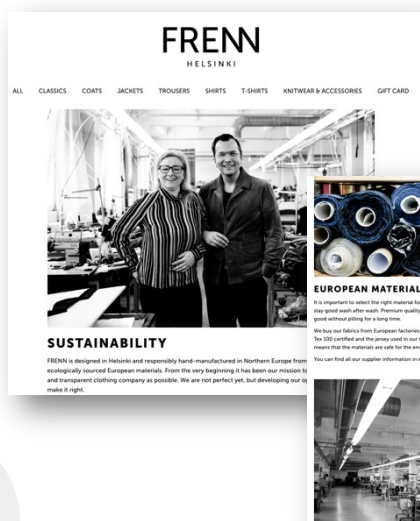 FRENN
HELSINKI
ALL CLASSICS COATS JACKETS TROUSERS SHIRTS T-SHIRTS KNITWEAR & ACCESSORIES GIFT CARD
SUSTAINABILITY
FRENN is designed in Helsinki and responsibly hand-manufactured in Northern Europe from
ecologically sourced European materials. From the very beginning it has been our mission to
and transparent clothing company as possible. We are not perfect yet, but developing our
make it right.
EUROPEAN MATERIAL
It is important to select the right material for
stay good wash after wash. Premium quality
good without pilling for a long time.
We buy our fabrics from European factories
Tex 100 certified and the jersey used in our
means that the materials are safe for the
You can find all our supplier information in